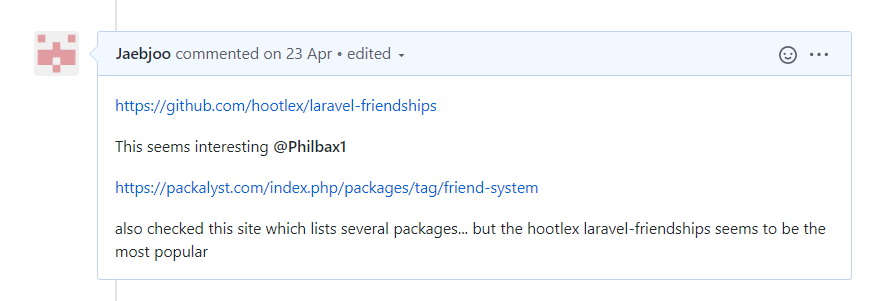 Jaebjoo commented on 23 Apr • edited
https://github.com/hootlex/laravel-friendships
This seems interesting @Philbax1
https://packalyst.com/index.php/packages/tag/friend-system
also checked this site which lists several packages... but the hootlex laravel-friendships seems to be the
most popular